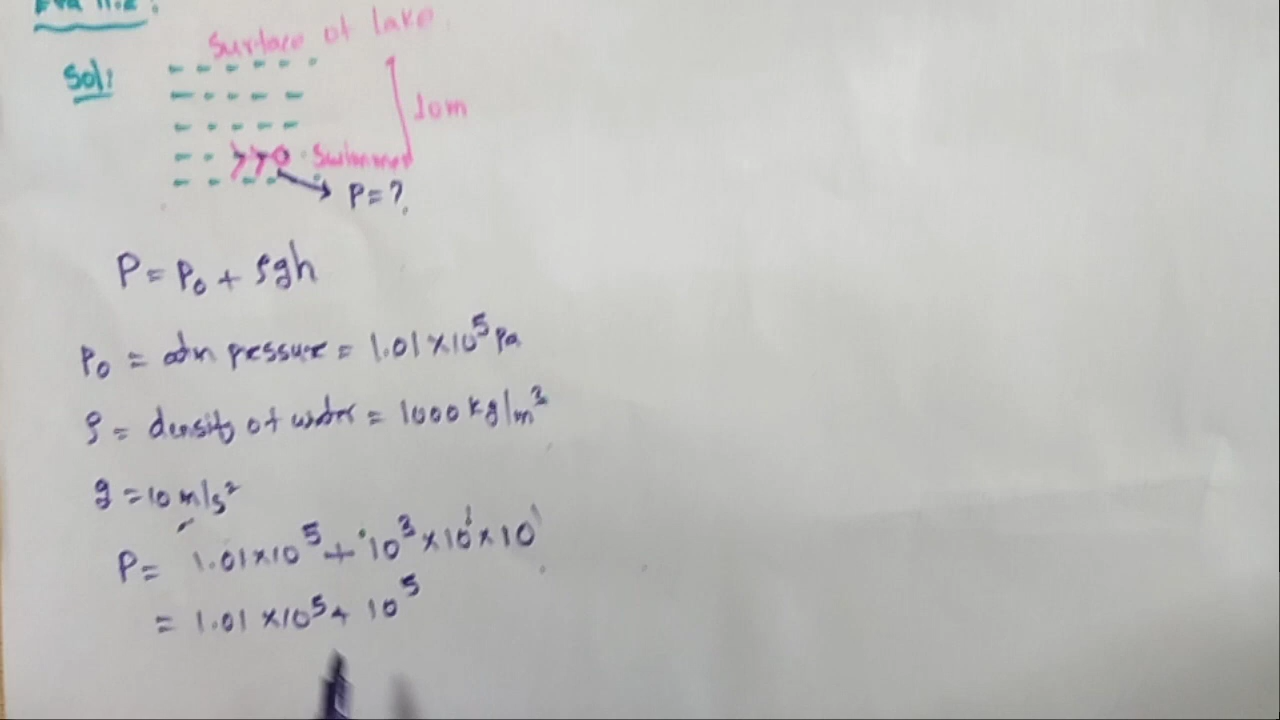 Surface of lake
Sol:
10m
Swimmer
P = ?
P = P₀ + ρgh
P₀ = atm pressure = 1.01 × 10⁵ Pa
ρ = density of water = 1000 kg/m³
g = 10 m/s²
P = 1.01×10⁵ + 10³ × 10¹ × 10¹
= 1.01 × 10⁵ + 10⁵